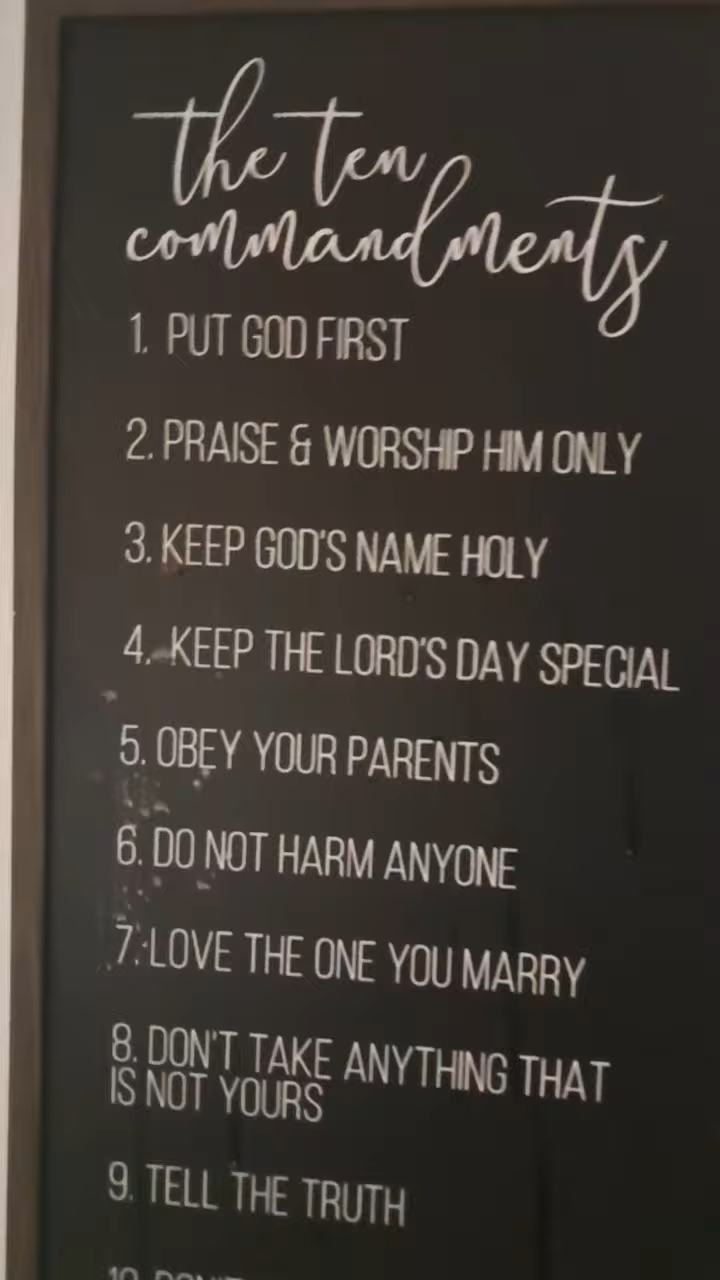 the ten
commandments
1. PUT GOD FIRST
2. PRAISE & WORSHIP HIM ONLY
3. KEEP GOD'S NAME HOLY
4. KEEP THE LORD'S DAY SPECIAL
5. OBEY YOUR PARENTS
6. DO NOT HARM ANYONE
7. LOVE THE ONE YOU MARRY
8. DON'T TAKE ANYTHING THAT
IS NOT YOURS
9. TELL THE TRUTH
10. DON'T